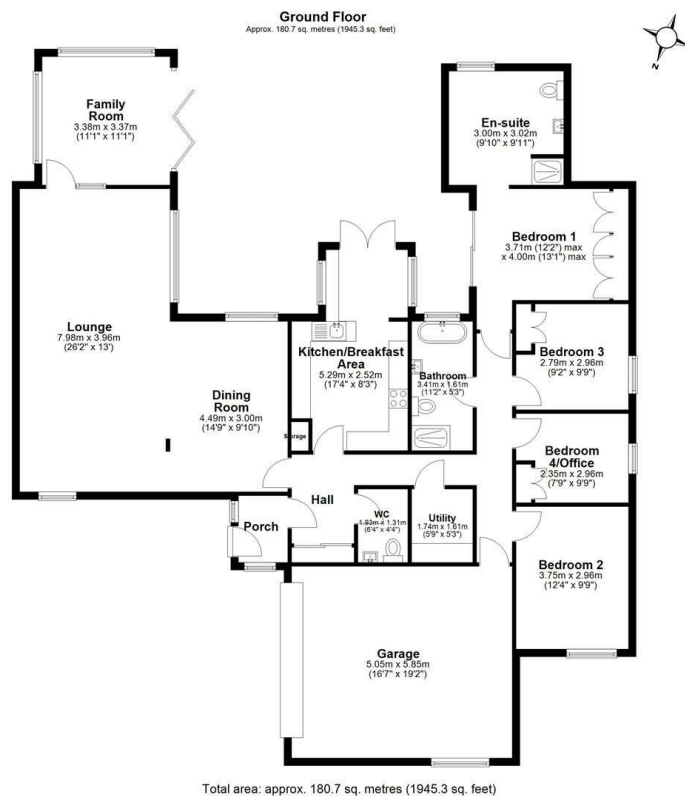 Ground Floor
Approx. 180.7 sq. metres (1945.3 sq. feet)
N
Family
Room
3.38m x 3.37m
(11'1" x 11'1")
En-suite
3.00m x 3.02m
(9'10" x 9'11")
Bedroom 1
3.71m (12'2") max
x 4.00m (13'1") max
Lounge
7.98m x 3.96m
(26'2" x 13')
Kitchen/Breakfast
Area
5.29m x 2.52m
(17'4" x 8'3")
Bathroom
3.41m x 1.61m
(11'2" x 5'3")
Bedroom 3
2.79m x 2.96m
(9'2" x 9'9")
Dining
Room
4.49m x 3.00m
(14'9" x 9'10")
Storage
Bedroom
4/Office
2.35m x 2.96m
(7'9" x 9'9")
Hall
Porch
WC
1.93m x 1.31m
(6'4" x 4'4")
Utility
1.74m x 1.61m
(5'9" x 5'3")
Bedroom 2
3.75m x 2.96m
(12'4" x 9'9")
Garage
5.05m x 5.85m
(16'7" x 19'2")
Total area: approx. 180.7 sq. metres (1945.3 sq. feet)